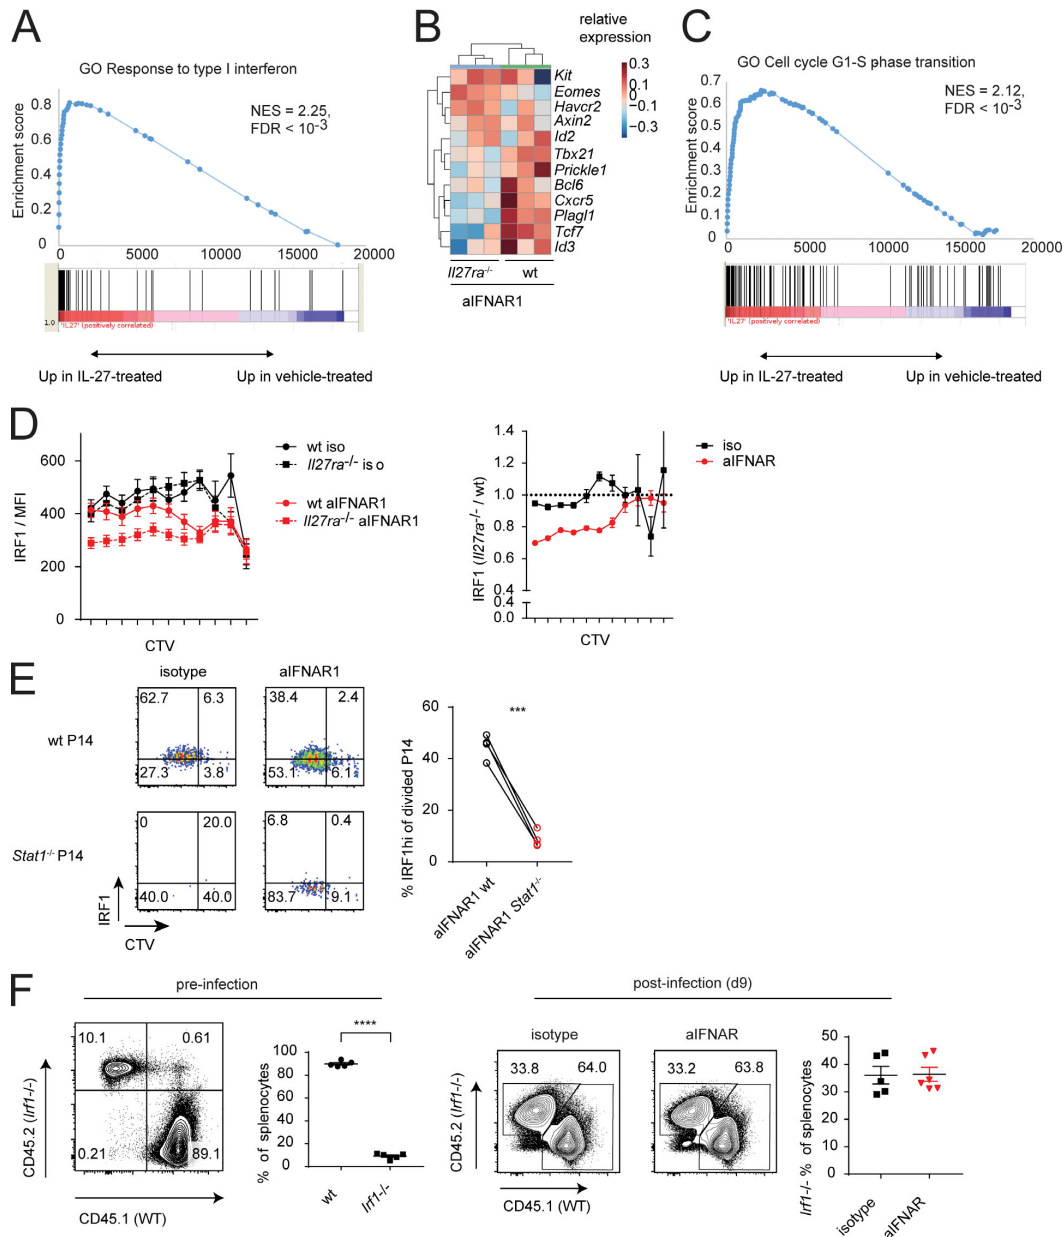 A
GO Response to type I interferon
NES = 2.25,
FDR < 10-3
Enrichment score
0.8
0.6
0.4
0.2
0
0
5000
10000
15000
20000
1.0
'IL27' (positively correlated)
Up in IL-27-treated
Up in vehicle-treated
B
relative
expression
0.3
0.1
0
−0.1
−0.3
Kit
Eomes
Havcr2
Axin2
Id2
Tbx21
Prickle1
Bcl6
Cxcr5
Plagl1
Tcf7
Id3
Il27ra-/-
wt
aIFNAR1
C
GO Cell cycle G1-S phase transition
NES = 2.12,
FDR < 10-3
Enrichment score
0.7
0.6
0.5
0.4
0.3
0.2
0.1
0
0
5000
10000
15000
20000
'IL27' (positively correlated)
Up in IL-27-treated
Up in vehicle-treated
D
IRF1 / MFI
600
400
200
0
CTV
wt iso
Il27ra-/- is o
wt aIFNAR1
Il27ra-/- aIFNAR1
IRF1 (Il27ra-/- / wt)
1.4
1.2
1.0
0.8
0.6
0.4
0.2
0.0
CTV
iso
aIFNAR
E
isotype
aIFNAR1
wt P14
62.7
6.3
27.3
3.8
38.4
2.4
53.1
6.1
Stat1-/- P14
0
20.0
40.0
40.0
6.8
0.4
83.7
9.1
IRF1
CTV
% IRF1hi of divided P14
60
40
20
0
***
aIFNAR1 wt
aIFNAR1 Stat1-/-
F
pre-infection
CD45.2 (Irf1-/-)
10.1
0.61
0.21
89.1
CD45.1 (WT)
% of splenocytes
100
80
60
40
20
0
****
wt
Irf1-/-
post-infection (d9)
isotype
aIFNAR
CD45.2 (Irf1-/-)
33.8
64.0
33.2
63.8
CD45.1 (WT)
Irf1-/- % of splenocytes
50
40
30
20
10
0
isotype
aIFNAR